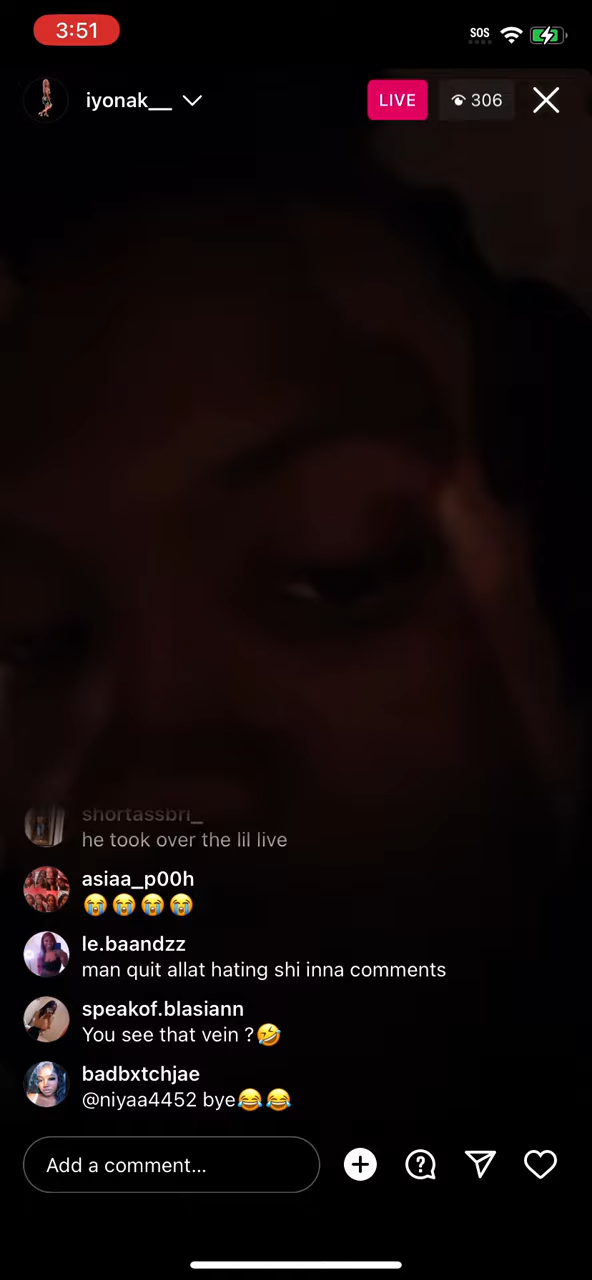 3:51
SOS
iyonak__
LIVE
306
shortassbri_
he took over the lil live
asiaa_p00h
😭😭😭😭
le.baandzz
man quit allat hating shi inna comments
speakof.blasiann
You see that vein ?🤣
badbxtchjae
@niyaa4452 bye😂😂
Add a comment...